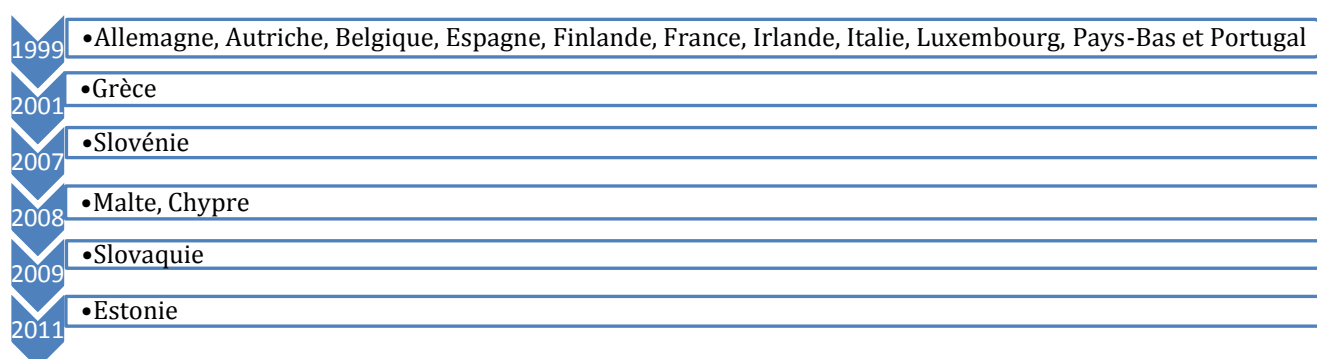 1999 •Allemagne, Autriche, Belgique, Espagne, Finlande, France, Irlande, Italie, Luxembourg, Pays-Bas et Portugal
2001 •Grèce
2007 •Slovénie
2008 •Malte, Chypre
2009 •Slovaquie
2011 •Estonie